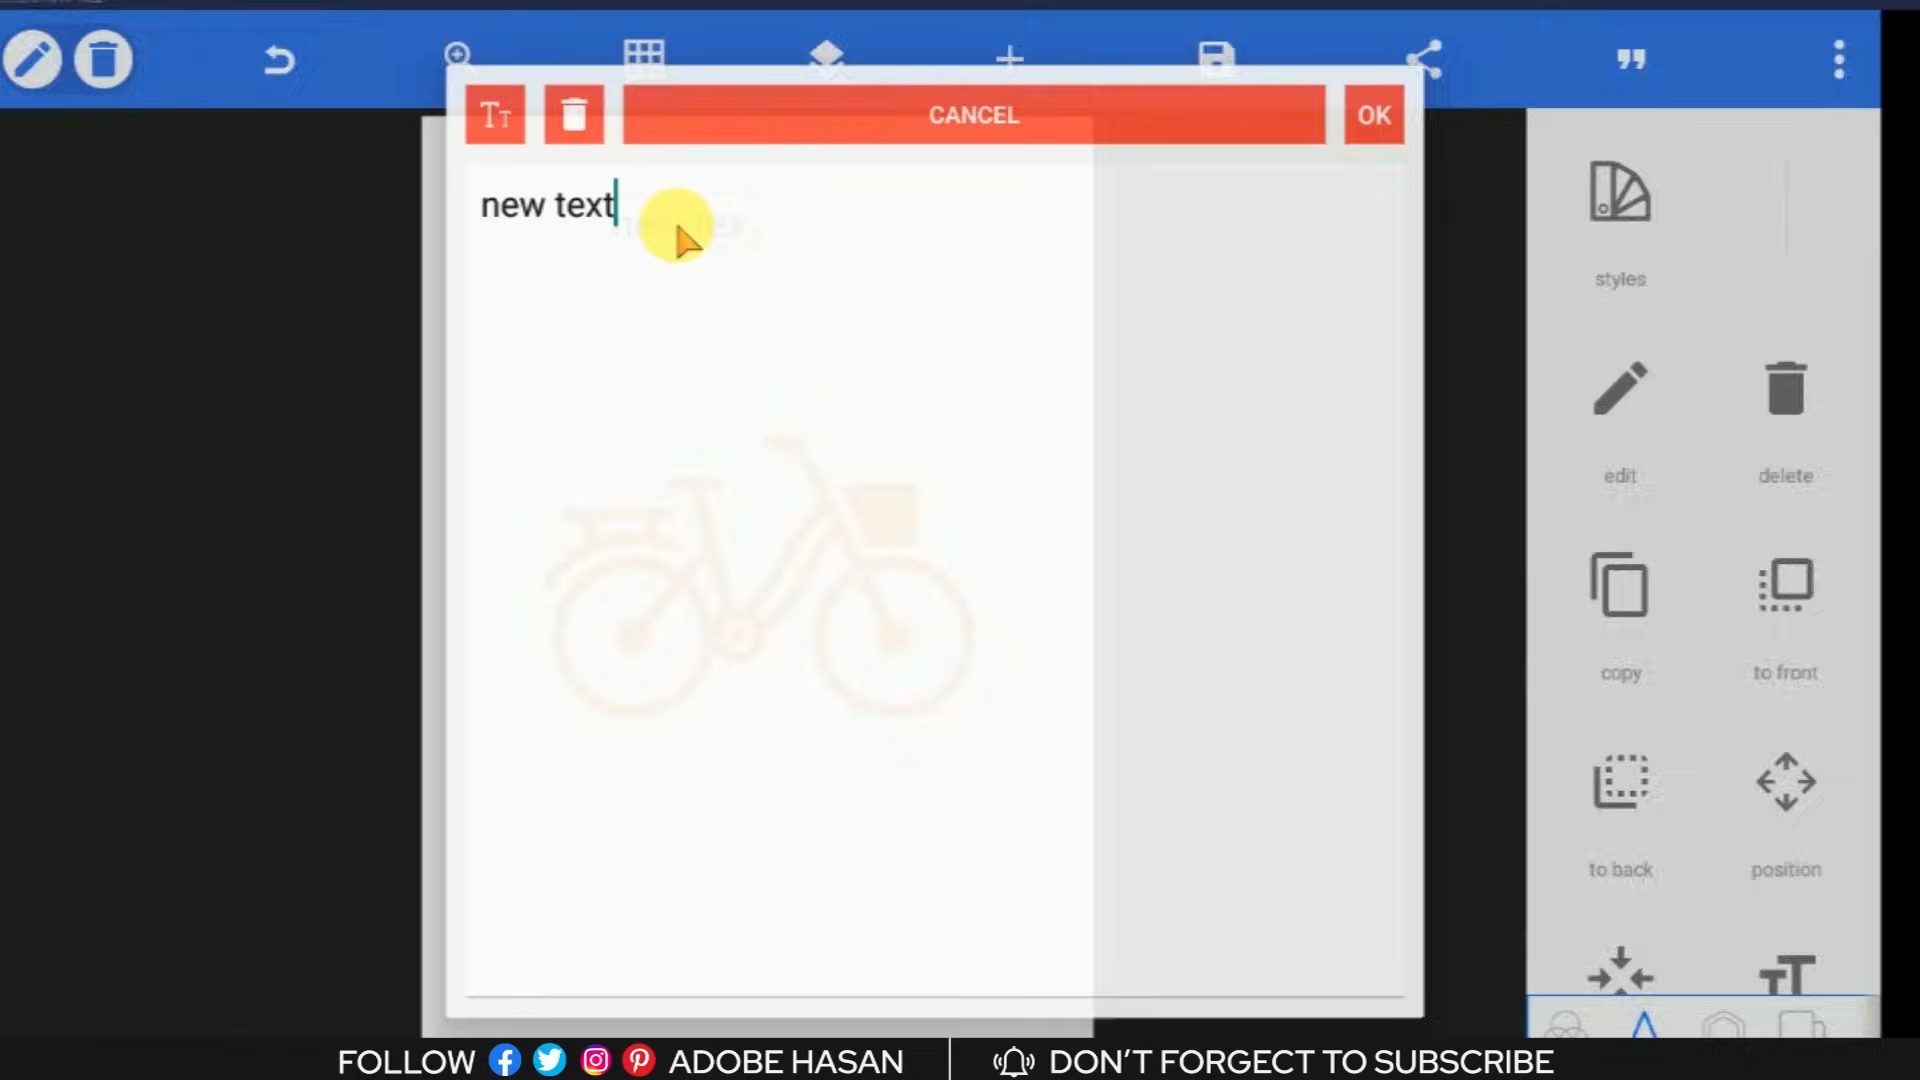 Tт CANCEL OK
new text
styles
edit delete
copy to front
to back position
FOLLOW ADOBE HASAN DON'T FORGECT TO SUBSCRIBE